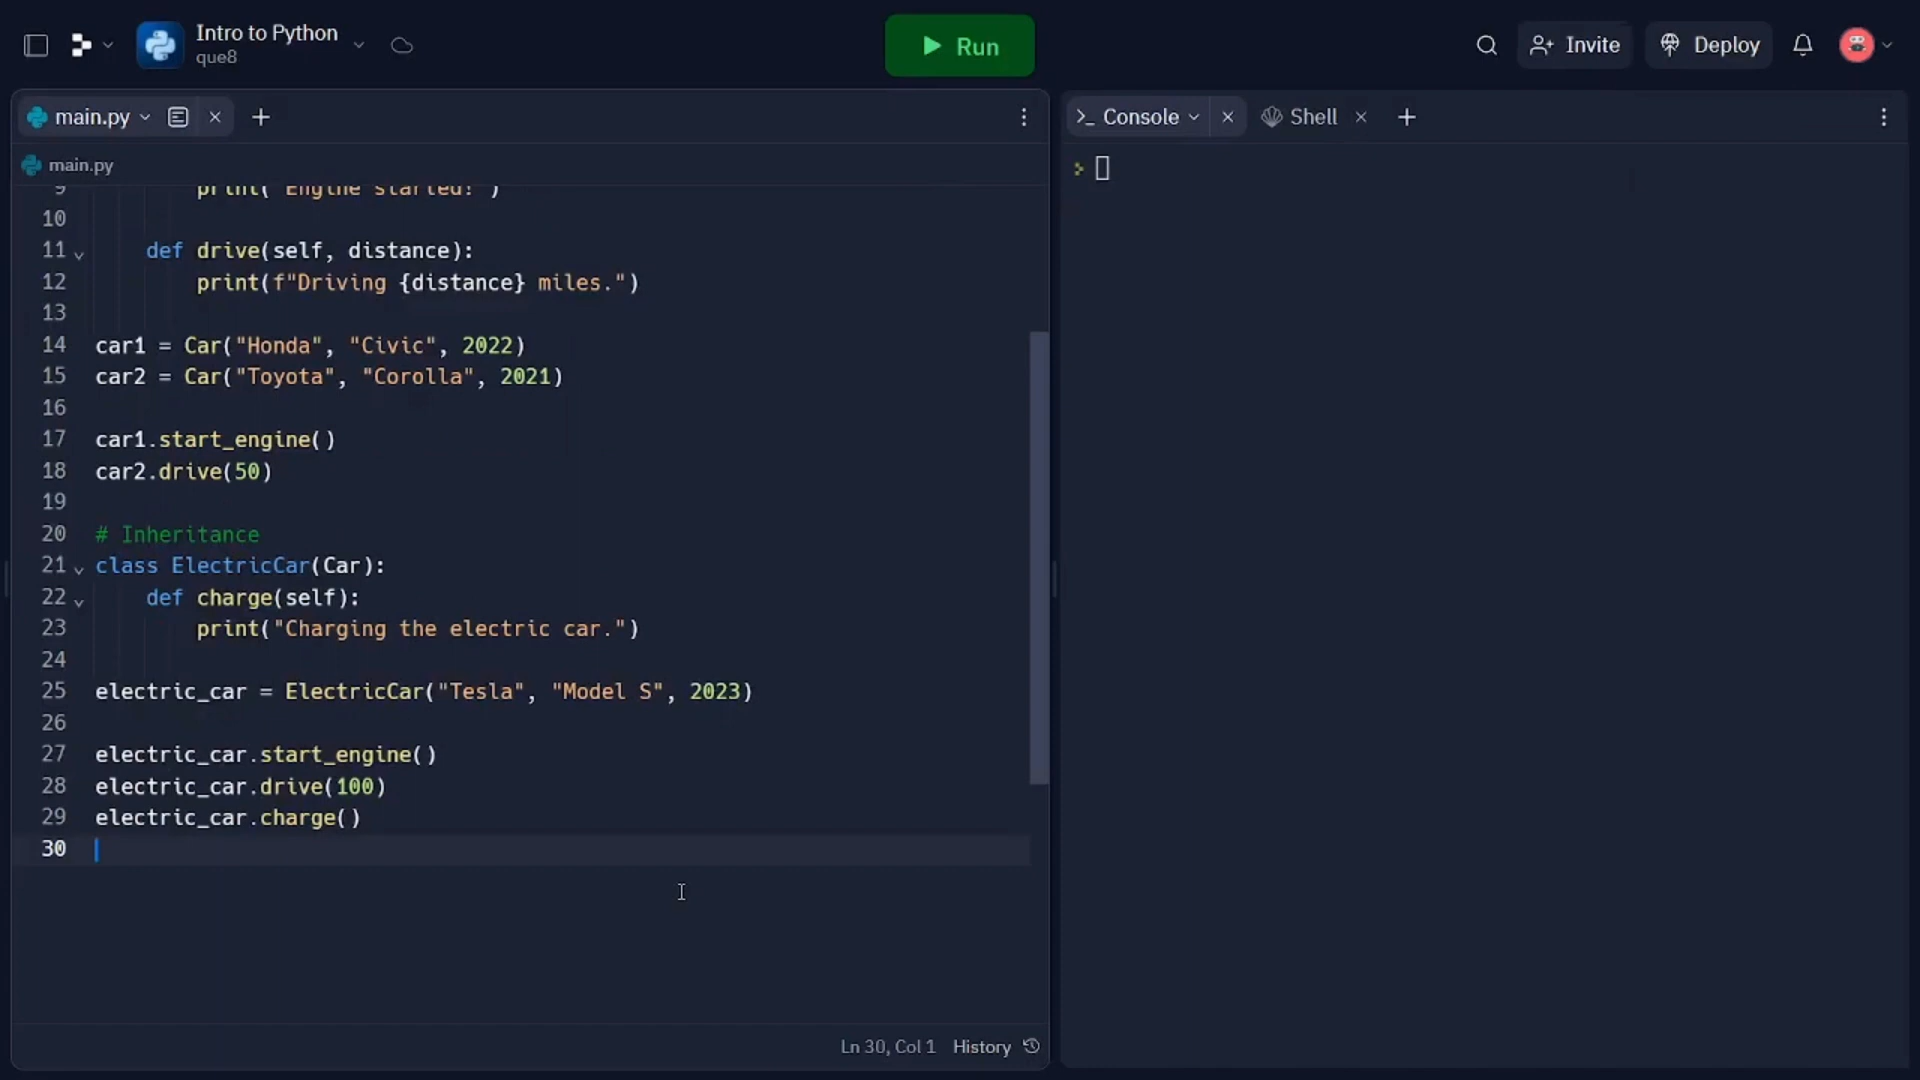 Intro to Python
que8
Run
Invite
Deploy
main.py
Console
Shell
main.py
9 print("Engine started!")
10
11 def drive(self, distance):
12 print(f"Driving {distance} miles.")
13
14 car1 = Car("Honda", "Civic", 2022)
15 car2 = Car("Toyota", "Corolla", 2021)
16
17 car1.start_engine()
18 car2.drive(50)
19
20 # Inheritance
21 class ElectricCar(Car):
22 def charge(self):
23 print("Charging the electric car.")
24
25 electric_car = ElectricCar("Tesla", "Model S", 2023)
26
27 electric_car.start_engine()
28 electric_car.drive(100)
29 electric_car.charge()
30
Ln 30, Col 1 History